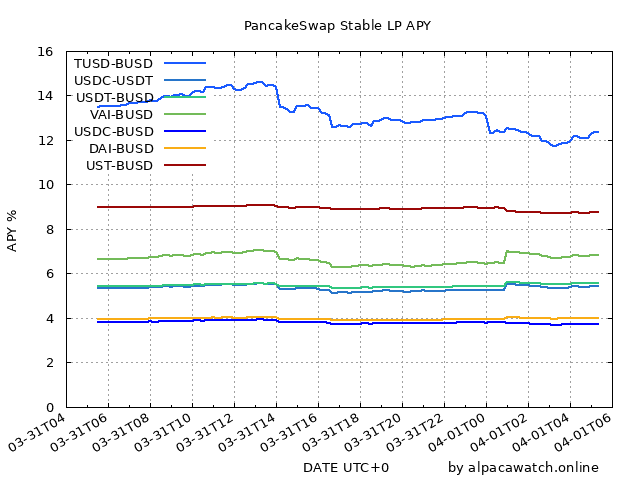 PancakeSwap Stable LP APY
APY %
16
14
12
10
8
6
4
2
0
TUSD-BUSD
USDC-USDT
USDT-BUSD
VAI-BUSD
USDC-BUSD
DAI-BUSD
UST-BUSD
03-31T04
03-31T06
03-31T08
03-31T10
03-31T12
03-31T14
03-31T16
03-31T18
03-31T20
03-31T22
04-01T00
04-01T02
04-01T04
04-01T06
DATE UTC+0
by alpacawatch.online